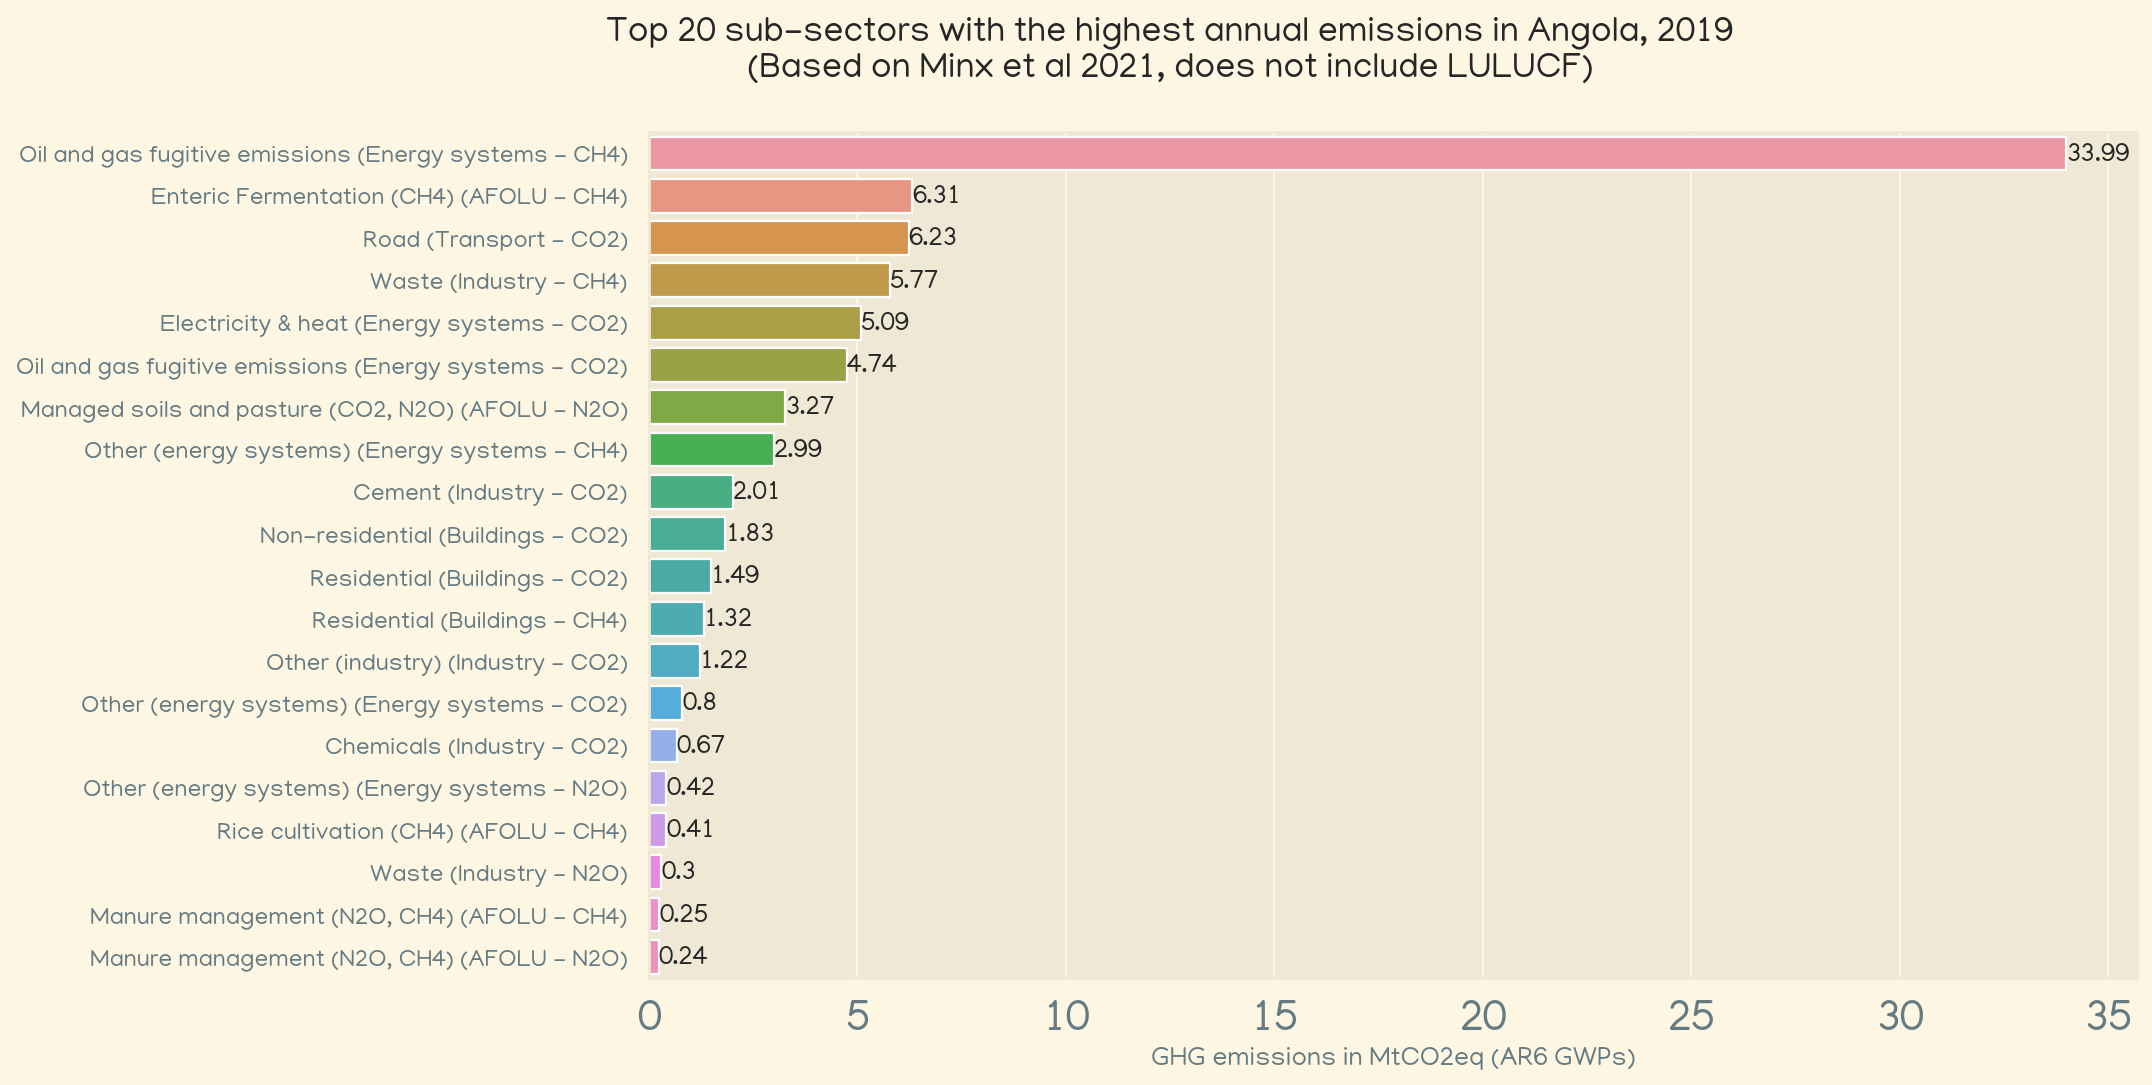 Top 20 sub-sectors with the highest annual emissions in Angola, 2019
(Based on Minx et al 2021, does not include LULUCF)
Oil and gas fugitive emissions (Energy systems - CH4) 33.99
Enteric Fermentation (CH4) (AFOLU - CH4) 6.31
Road (Transport - CO2) 6.23
Waste (Industry - CH4) 5.77
Electricity & heat (Energy systems - CO2) 5.09
Oil and gas fugitive emissions (Energy systems - CO2) 4.74
Managed soils and pasture (CO2, N2O) (AFOLU - N2O) 3.27
Other (energy systems) (Energy systems - CH4) 2.99
Cement (Industry - CO2) 2.01
Non-residential (Buildings - CO2) 1.83
Residential (Buildings - CO2) 1.49
Residential (Buildings - CH4) 1.32
Other (industry) (Industry - CO2) 1.22
Other (energy systems) (Energy systems - CO2) 0.8
Chemicals (Industry - CO2) 0.67
Other (energy systems) (Energy systems - N2O) 0.42
Rice cultivation (CH4) (AFOLU - CH4) 0.41
Waste (Industry - N2O) 0.3
Manure management (N2O, CH4) (AFOLU - CH4) 0.25
Manure management (N2O, CH4) (AFOLU - N2O) 0.24
0 5 10 15 20 25 30 35
GHG emissions in MtCO2eq (AR6 GWPs)